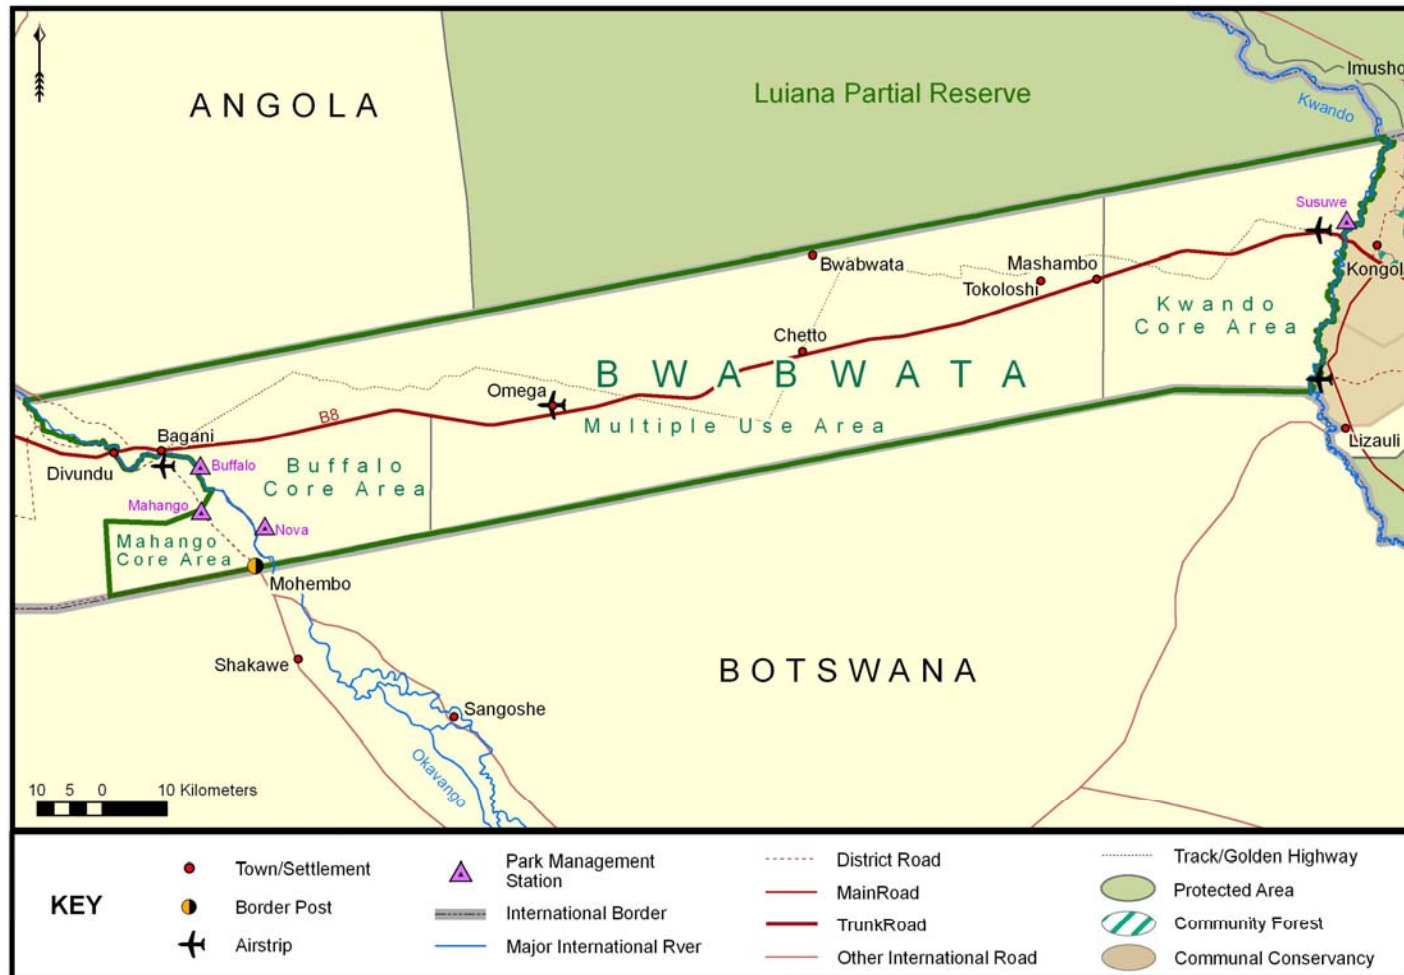 ANGOLA
Luiana Partial Reserve
Imusho
Kwando
Susuwe
Kongol
Bwabwata
Mashambo
Tokoloshi
Kwando
Core Area
Chetto
BWABWATA
Multiple Use Area
Omega
B8
Bagani
Divundu
Buffalo
Buffalo
Core Area
Mahango
Nova
Mahango
Core Area
Mohembo
Lizauli
Shakawe
BOTSWANA
Sangoshe
Okavango
10 5 0 10 Kilometers
KEY
Town/Settlement
Border Post
Airstrip
Park Management
Station
International Border
Major International Rver
District Road
MainRoad
TrunkRoad
Other International Road
Track/Golden Highway
Protected Area
Community Forest
Communal Conservancy